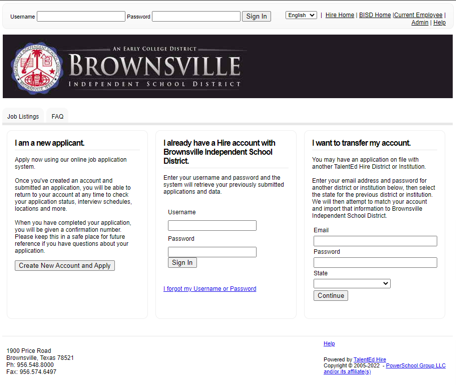 Username Password Sign In English | Hire Home | BISD Home |Current Employee |
Admin | Help
AN EARLY COLLEGE DISTRICT
BROWNSVILLE
INDEPENDENT SCHOOL DISTRICT
Job Listings FAQ
I am a new applicant.
Apply now using our online job application
system.
Once you've created an account and
submitted an application, you will be able to
return to your account at any time to check
your application status, interview schedules,
locations and more.
When you have completed your application,
you will be given a confirmation number.
Please keep this in a safe place for future
reference if you have questions about your
application.
Create New Account and Apply
I already have a Hire account with
Brownsville Independent School
District.
Enter your username and password and the
system will retrieve your previously submitted
applications and data.
Username
Password
Sign In
I forgot my Username or Password
I want to transfer my account.
You may have an application on file with
another TalentEd Hire District or Institution.
Enter your email address and password for
another district or institution below, then select
the state for the previous district or institution.
We will then attempt to match your account
and import that information to Brownsville
Independent School District.
Email
Password
State
Continue
1900 Price Road
Brownsville, Texas 78521
Ph: 956.548.8000
Fax: 956.574.6497
Help
Powered by TalentEd Hire
Copyright © 2005-2022 - PowerSchool Group LLC
and/or its affiliate(s)